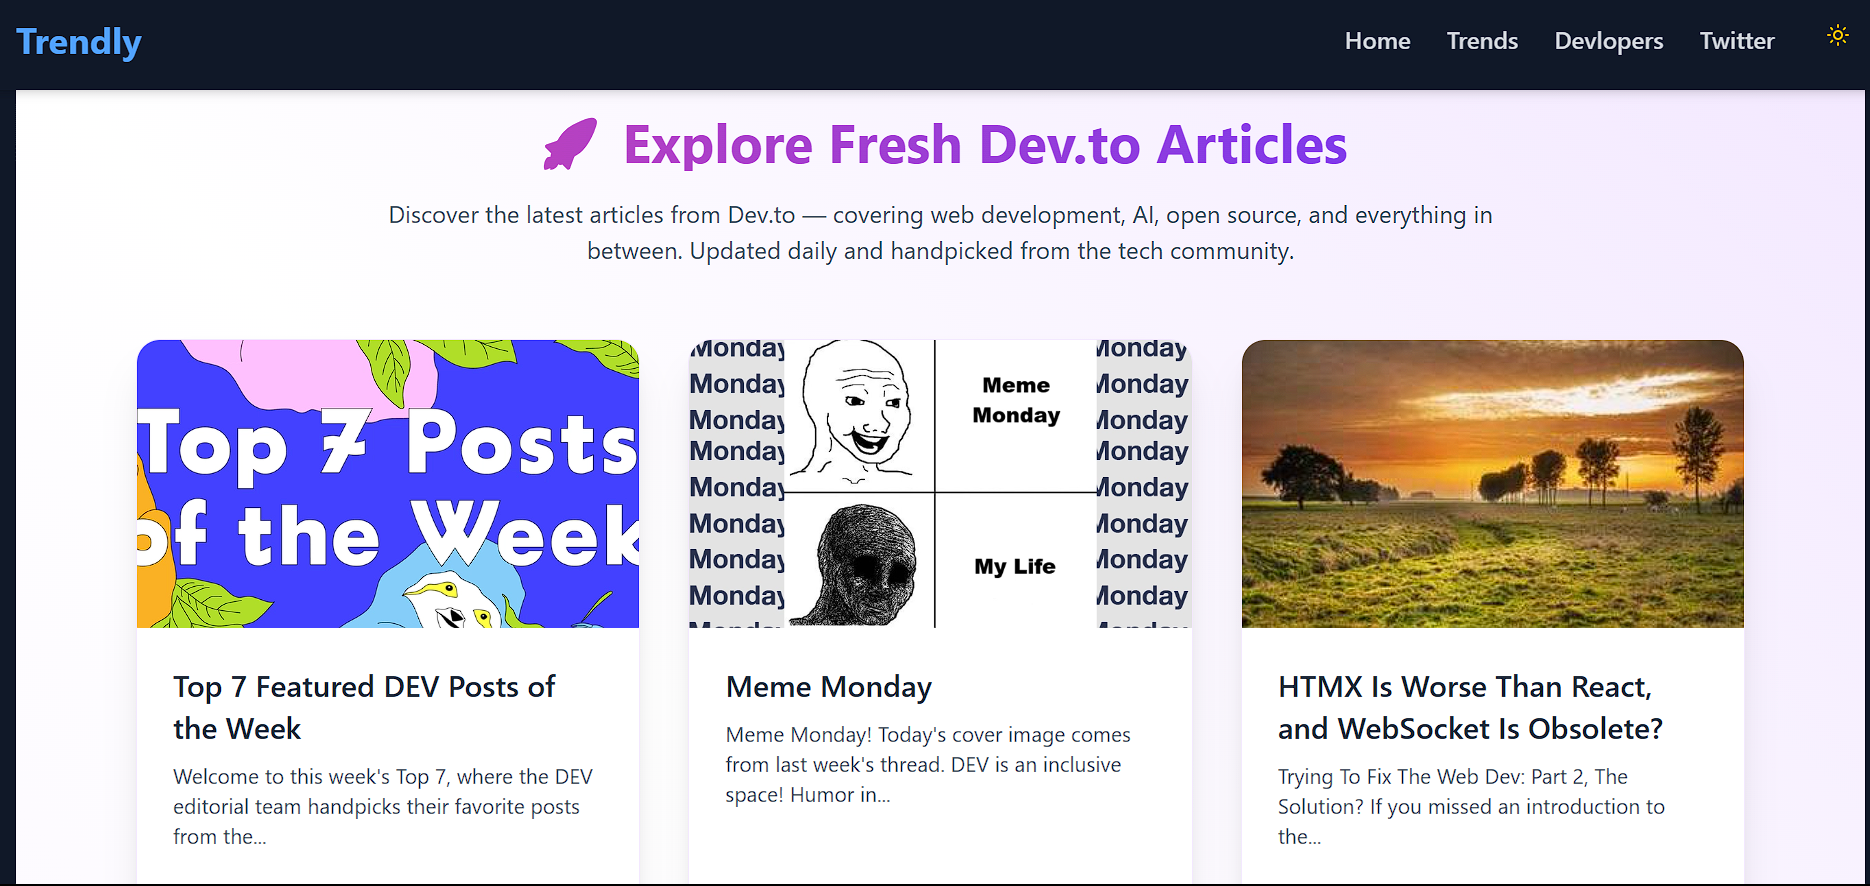 Trendly
Home Trends Devlopers Twitter
Explore Fresh Dev.to Articles
Discover the latest articles from Dev.to — covering web development, AI, open source, and everything in
between. Updated daily and handpicked from the tech community.
Top 7 Posts
of the Week
Monday
Monday
Monday
Monday
Monday
Monday
Monday
Monday
Meme
Monday
My Life
Monday
Monday
Monday
Monday
Monday
Monday
Monday
Monday
Top 7 Featured DEV Posts of
the Week
Welcome to this week's Top 7, where the DEV
editorial team handpicks their favorite posts
from the...
Meme Monday
Meme Monday! Today's cover image comes
from last week's thread. DEV is an inclusive
space! Humor in...
HTMX Is Worse Than React,
and WebSocket Is Obsolete?
Trying To Fix The Web Dev: Part 2, The
Solution? If you missed an introduction to
the...